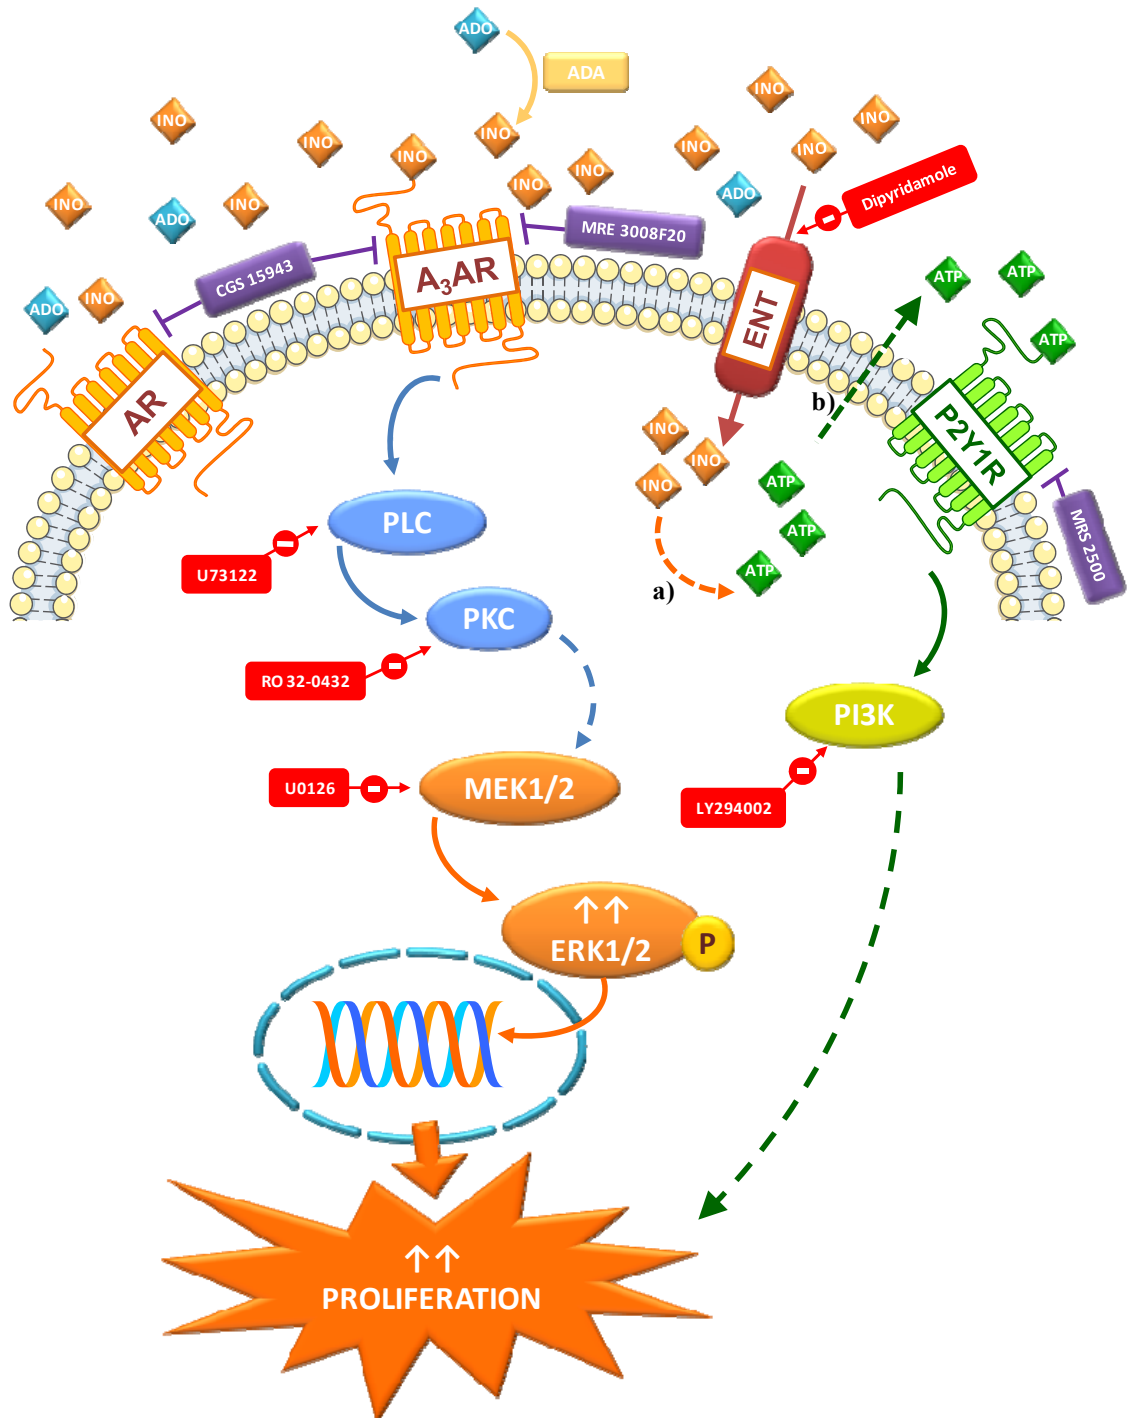 ADO
ADA
INO
INO
INO
INO
INO
INO
INO
INO
INO
INO
INO
INO
ADO
ADO
Dipyridamole
MRE 3008F20
CGS 15943
A3AR
ADO
INO
AR
ENT
ATP
ATP
ATP
b)
P2Y1R
MRS 2500
INO
INO
INO
ATP
ATP
ATP
a)
PLC
U73122
PKC
RO 32-0432
PI3K
MEK1/2
U0126
LY294002
↑↑
ERK1/2
P
↑↑
PROLIFERATION